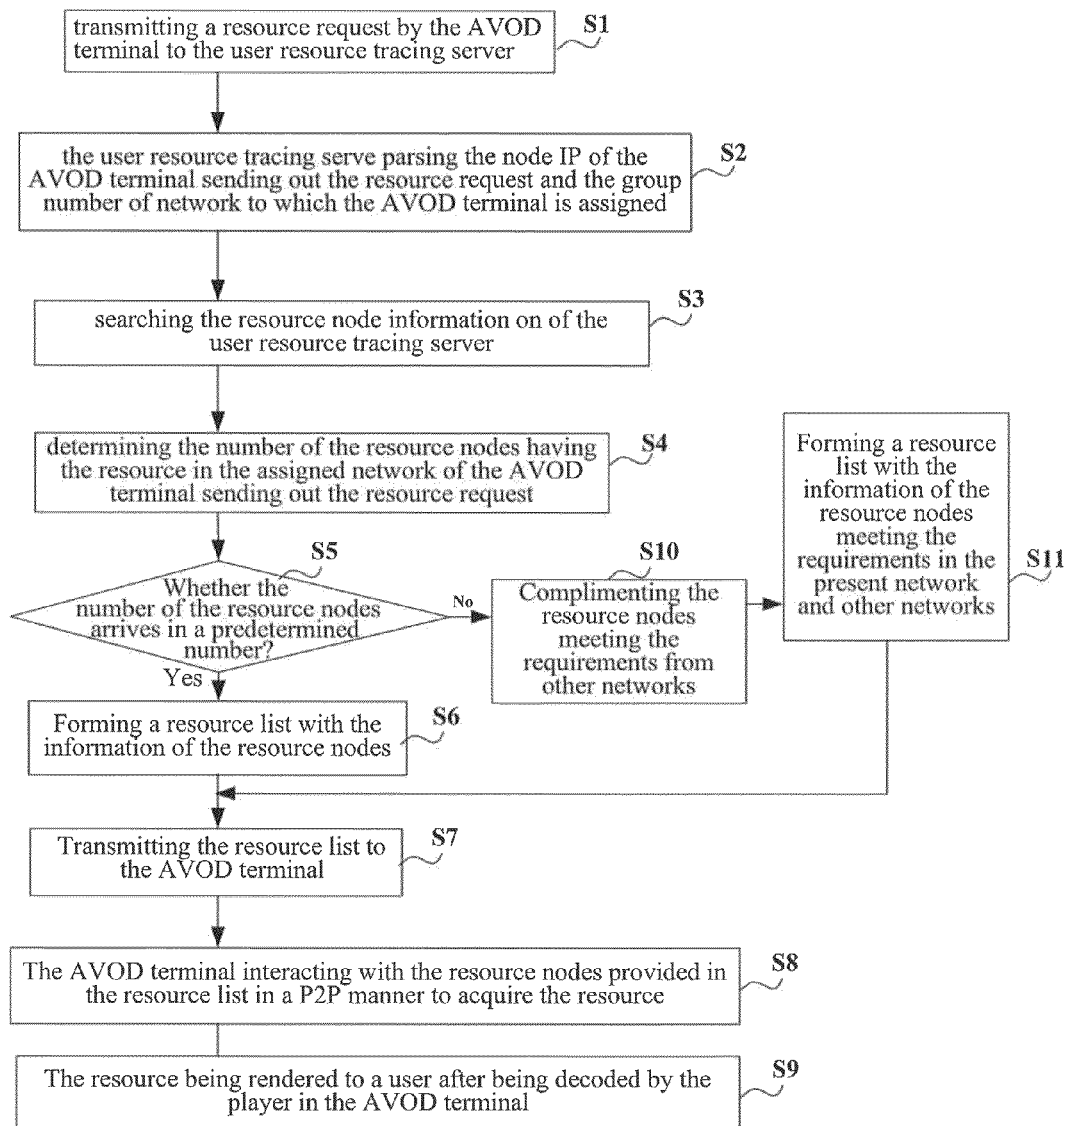 transmitting a resource request by the AVOD
terminal to the user resource tracing server
S1
the user resource tracing serve parsing the node IP of the
AVOD terminal sending out the resource request and the group
number of network to which the AVOD terminal is assigned
S2
searching the resource node information on of the
user resource tracing server
S3
determining the number of the resource nodes having
the resource in the assigned network of the AVOD
terminal sending out the resource request
S4
Whether the
number of the resource nodes
arrives in a predetermined
number?
S5
No
Yes
Complimenting the
resource nodes
meeting the
requirements from
other networks
S10
Forming a resource
list with the
information of the
resource nodes
meeting the
requirements in the
present network
and other networks
S11
Forming a resource list with the
information of the resource nodes
S6
Transmitting the resource list to
the AVOD terminal
S7
The AVOD terminal interacting with the resource nodes provided in
the resource list in a P2P manner to acquire the resource
S8
The resource being rendered to a user after being decoded by the
player in the AVOD terminal
S9